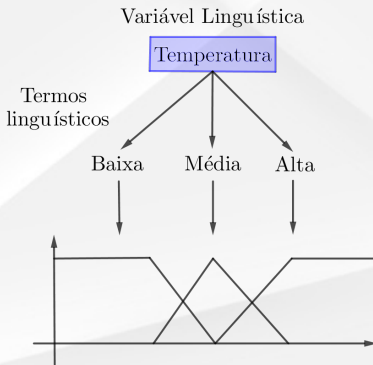 Variável Linguística
Temperatura
Termos
linguísticos
Baixa Média Alta